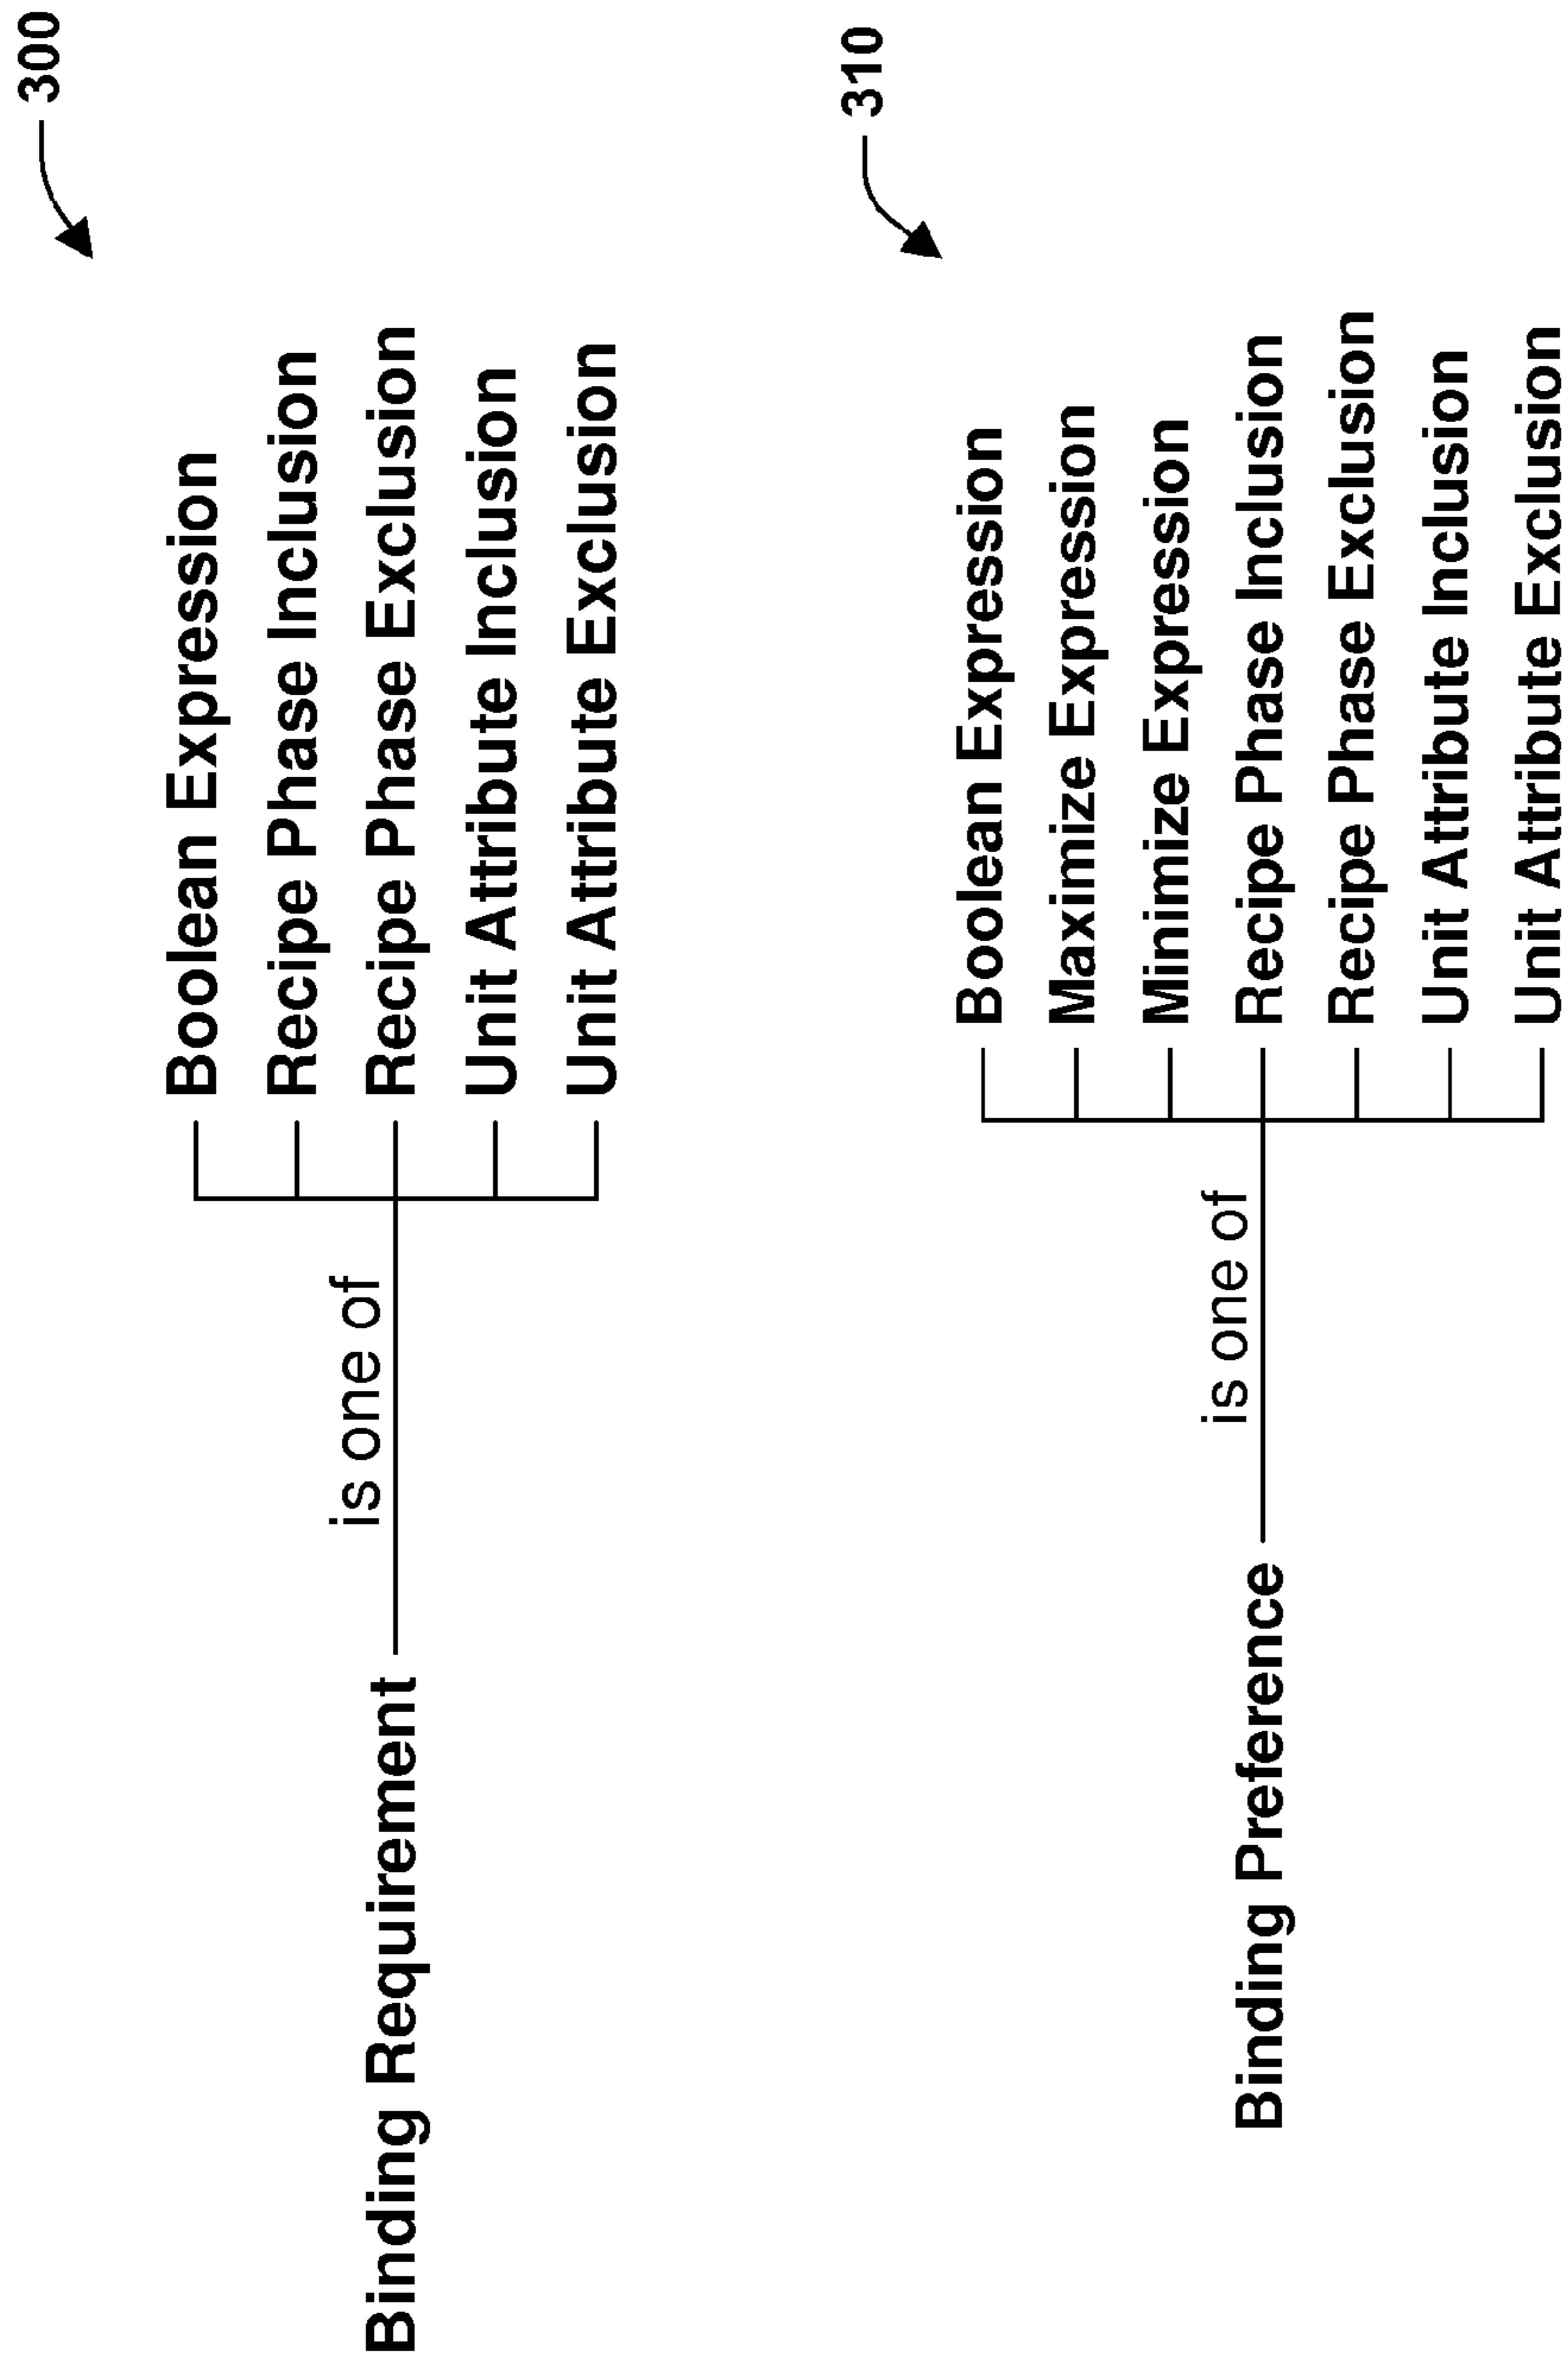 300
Boolean Expression
Recipe Phase Inclusion
Binding Requirement is one of Recipe Phase Exclusion
Unit Attribute Inclusion
Unit Attribute Exclusion
310
Boolean Expression
Maximize Expression
Minimize Expression
Binding Preference is one of Recipe Phase Inclusion
Recipe Phase Exclusion
Unit Attribute Inclusion
Unit Attribute Exclusion